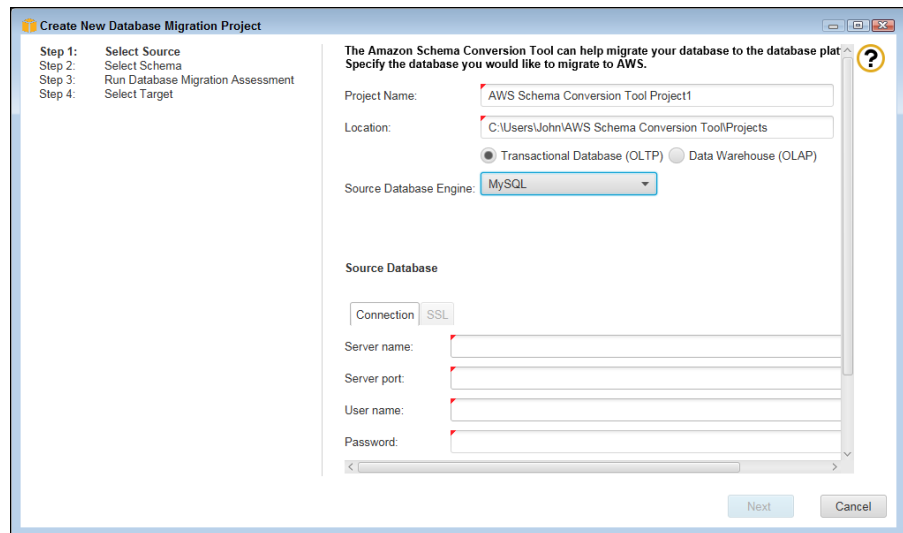 Create New Database Migration Project
Step 1: Select Source
Step 2: Select Schema
Step 3: Run Database Migration Assessment
Step 4: Select Target
The Amazon Schema Conversion Tool can help migrate your database to the database plat
Specify the database you would like to migrate to AWS.
?
Project Name: AWS Schema Conversion Tool Project1
Location: C:\Users\John\AWS Schema Conversion Tool\Projects
Transactional Database (OLTP) Data Warehouse (OLAP)
Source Database Engine: MySQL
Source Database
Connection SSL
Server name:
Server port:
User name:
Password:
Next Cancel